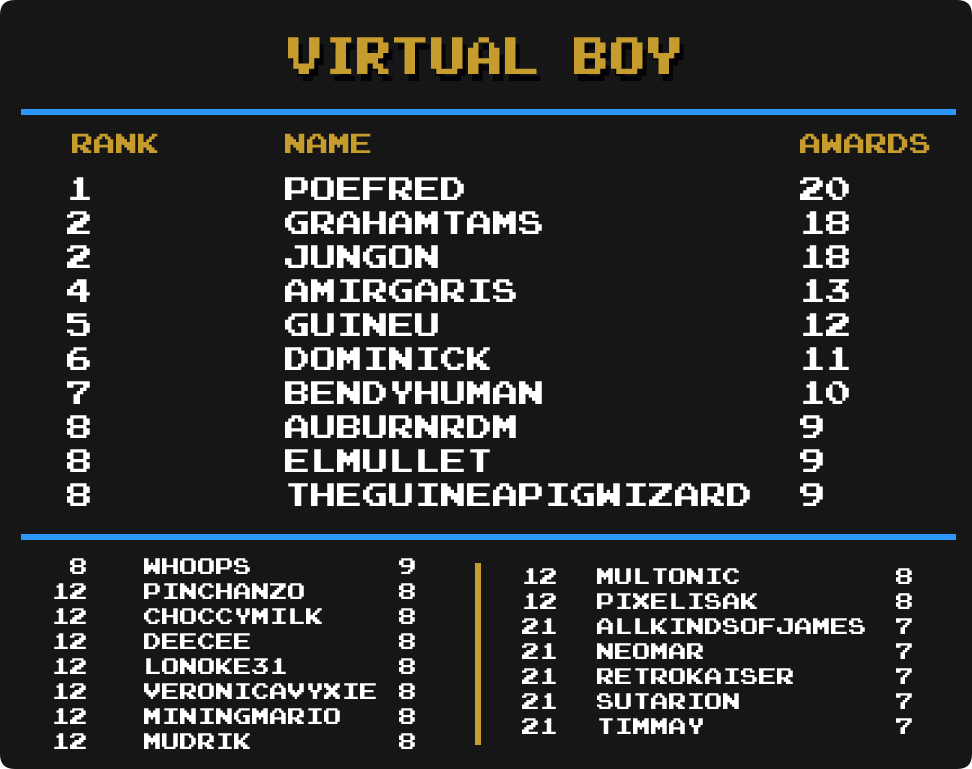 VIRTUAL BOY
RANK NAME AWARDS
1 POEFRED 20
2 GRAHAMTAMS 18
2 JUNGON 18
4 AMIRGARIS 13
5 GUINEU 12
6 DOMINICK 11
7 BENDYHUMAN 10
8 AUBURNRDM 9
8 ELMULLET 9
8 THEGUINEAPIGWIZARD 9
8 WHOOPS 9
12 PINCHANZO 8
12 CHOCCYMILK 8
12 DEECEE 8
12 LONOKE31 8
12 VERONICAVYXIE 8
12 MININGMARIO 8
12 MUDRIK 8
12 MULTONIC 8
12 PIXELISAK 8
21 ALLKINDSOFJAMES 7
21 NEOMAR 7
21 RETROKAISER 7
21 SUTARION 7
21 TIMMAY 7